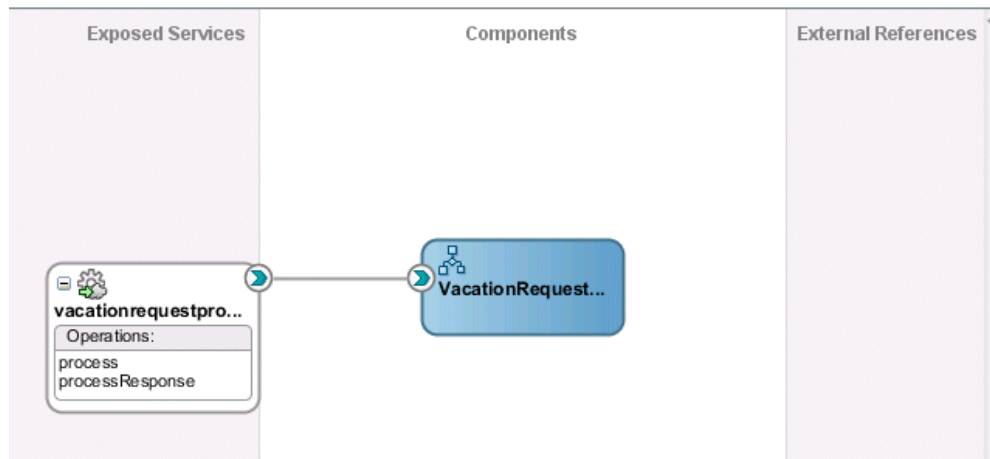 Exposed Services
Components
External References
VacationRequest...
vacationrequestpro...
Operations:
process
processResponse